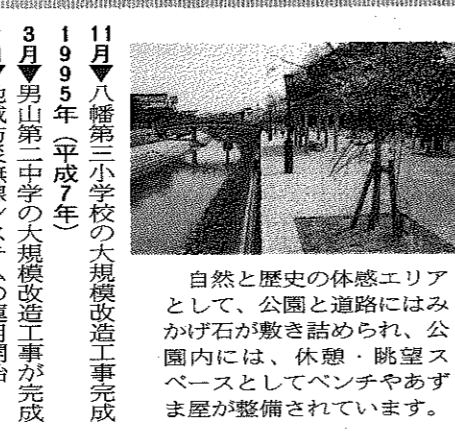 自然と歴史の体感エリア
として、公園と道路にはみ
かげ石が敷き詰められ、公
園内には、休憩・眺望ス
ペースとしてベンチやあず
ま屋が整備されています。
11月▼八幡第三小学校の大規模改造工事完成
1995年（平成7年）
3月▼男山第二中学の大規模改造工事が完成